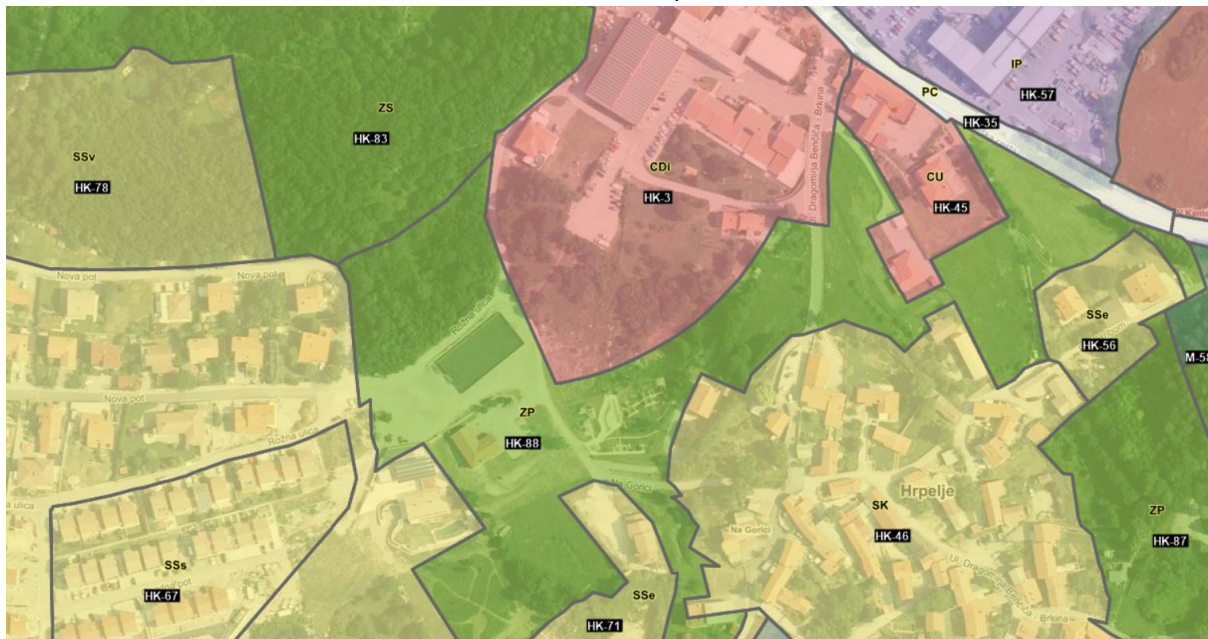 IP
HK-57
PC
HK-35
ZS
HK-83
SSv
HK-78
CDi
HK-3
CU
HK-45
Ul. Dragomirja Benčiča - Brkina
Nova pot
Nova pot
Rožna ulica
SSe
HK-56
M-58
Nova pot
ZP
HK-88
Rožna ulica
Na Gorici
Hrpelje
SK
HK-46
Na Gorici
ZP
HK-87
SSs
HK-67
Ul. Dragomirja Benčiča - Brkina
SSe
HK-71